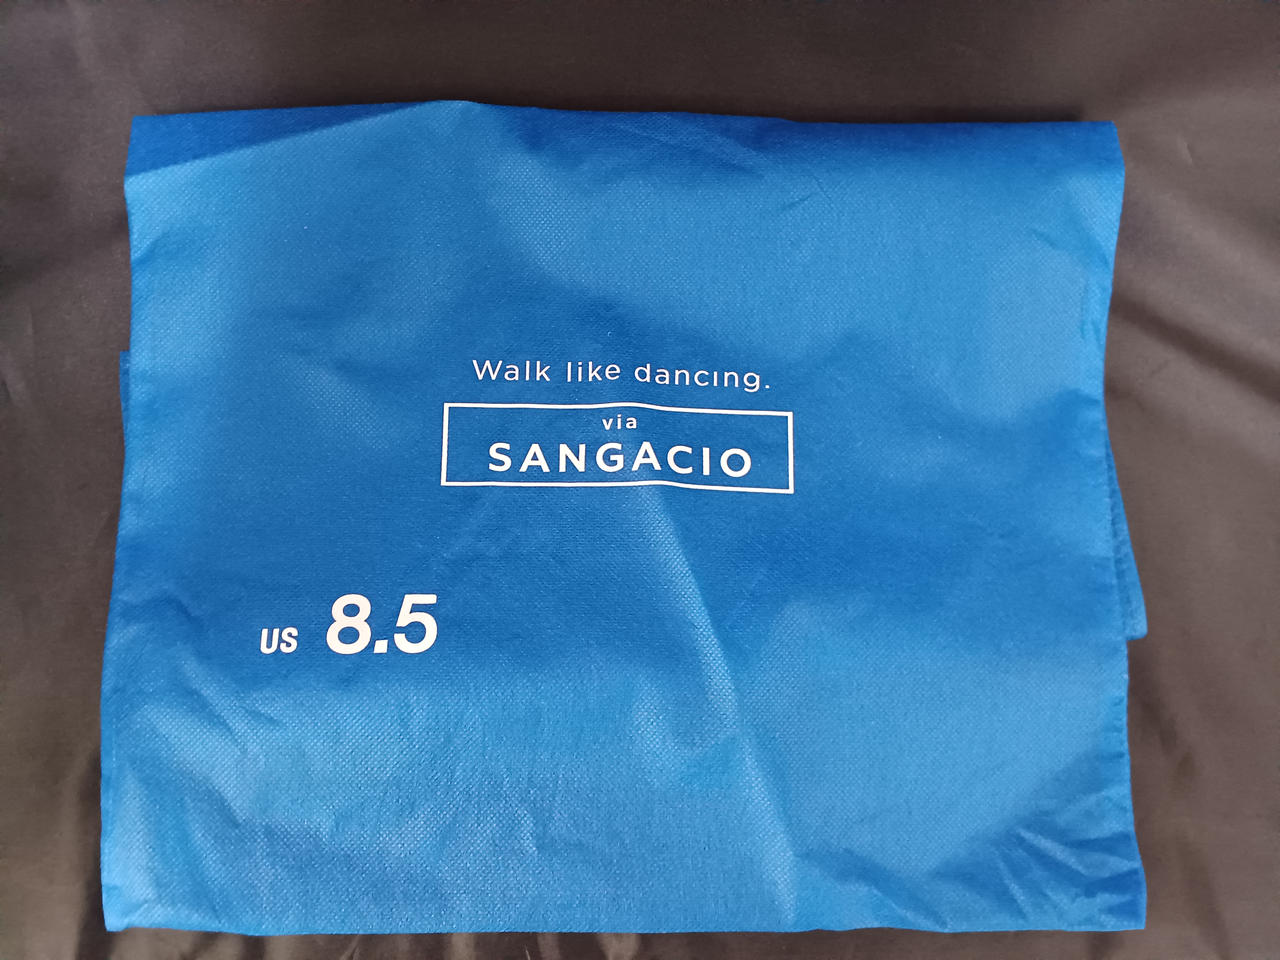 Walk like dancing.
via
SANGACIO
US 8.5